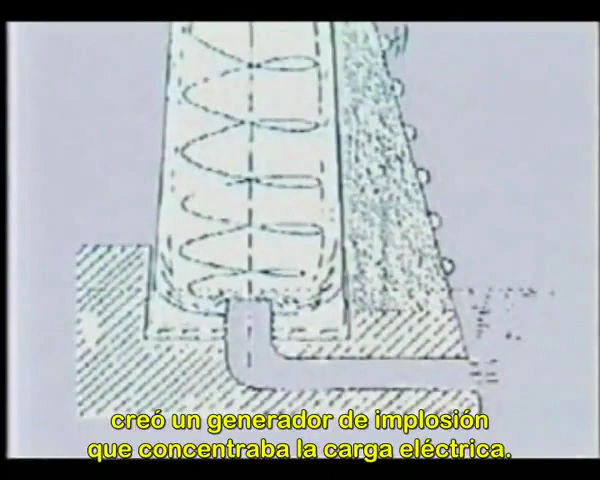 creó un generador de implosión
que concentraba la carga eléctrica.